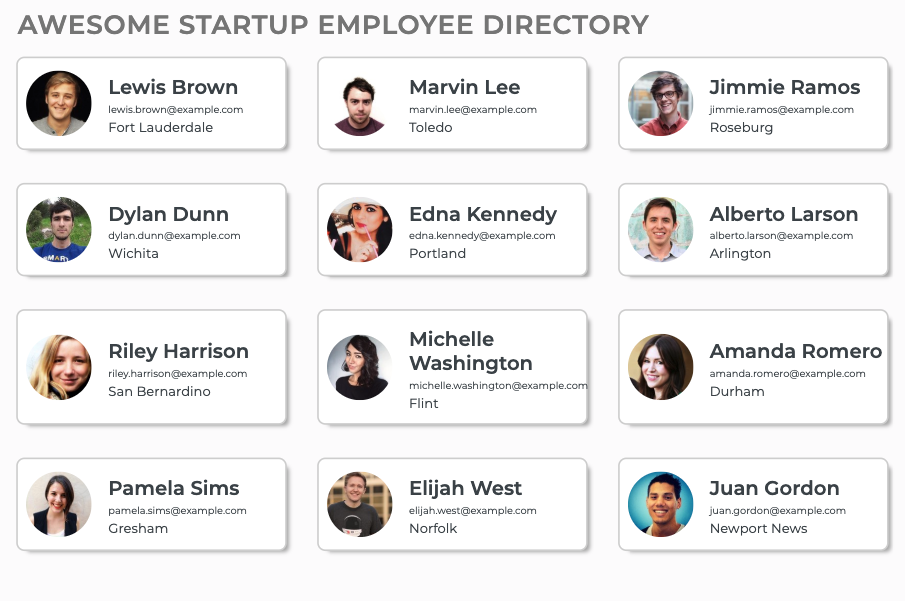 AWESOME STARTUP EMPLOYEE DIRECTORY
Lewis Brown
lewis.brown@example.com
Fort Lauderdale
Marvin Lee
marvin.lee@example.com
Toledo
Jimmie Ramos
jimmie.ramos@example.com
Roseburg
Dylan Dunn
dylan.dunn@example.com
Wichita
Edna Kennedy
edna.kennedy@example.com
Portland
Alberto Larson
alberto.larson@example.com
Arlington
Riley Harrison
riley.harrison@example.com
San Bernardino
Michelle
Washington
michelle.washington@example.com
Flint
Amanda Romero
amanda.romero@example.com
Durham
Pamela Sims
pamela.sims@example.com
Gresham
Elijah West
elijah.west@example.com
Norfolk
Juan Gordon
juan.gordon@example.com
Newport News